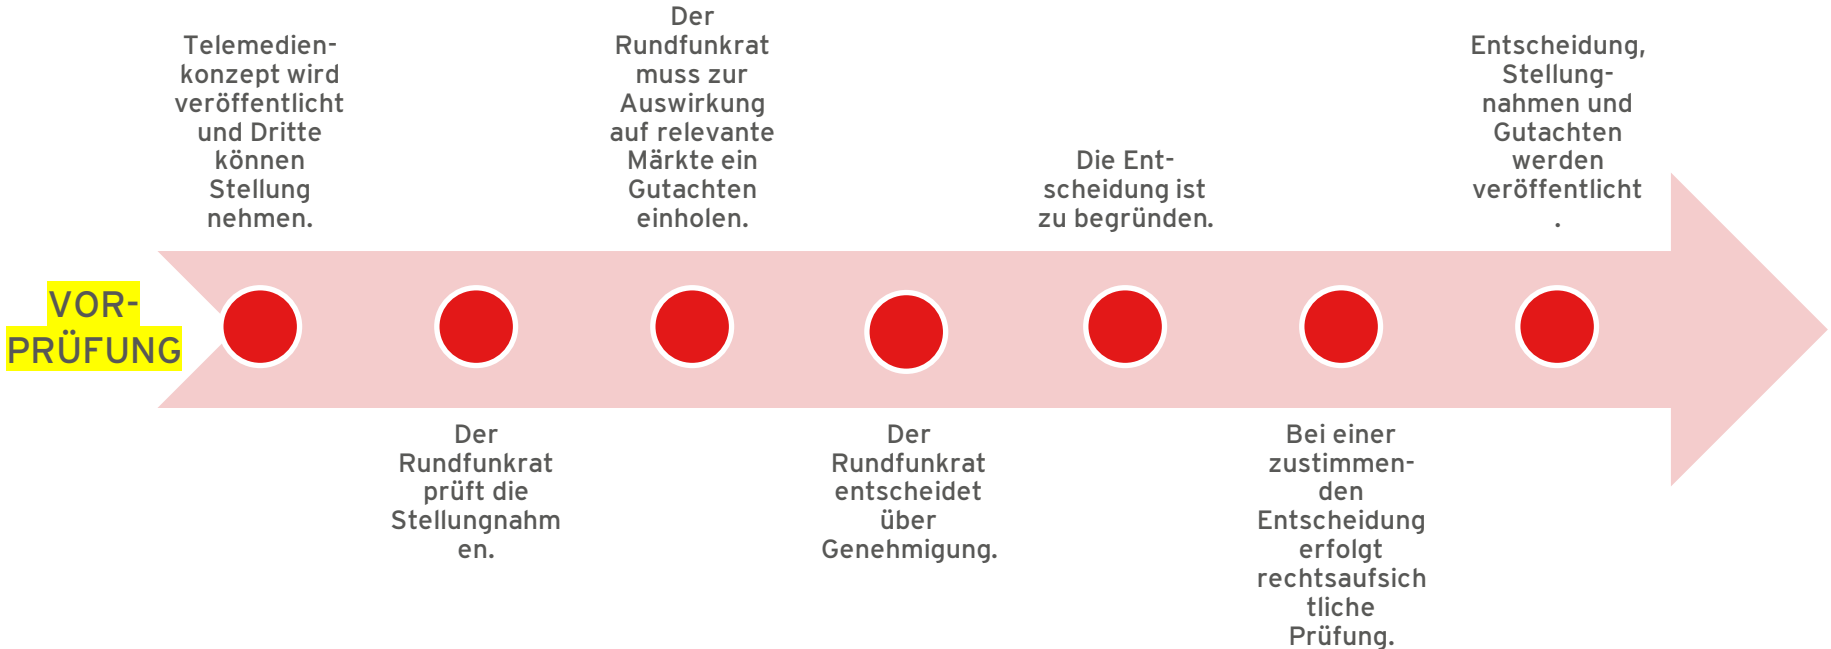 VOR-
PRÜFUNG
Telemedien-
konzept wird
veröffentlicht
und Dritte
können
Stellung
nehmen.
Der
Rundfunkrat
prüft die
Stellungnahm
en.
Der
Rundfunkrat
muss zur
Auswirkung
auf relevante
Märkte ein
Gutachten
einholen.
Der
Rundfunkrat
entscheidet
über
Genehmigung.
Die Ent-
scheidung ist
zu begründen.
Bei einer
zustimmen-
den
Entscheidung
erfolgt
rechtsaufsich
tliche
Prüfung.
Entscheidung,
Stellung-
nahmen und
Gutachten
werden
veröffentlicht
.